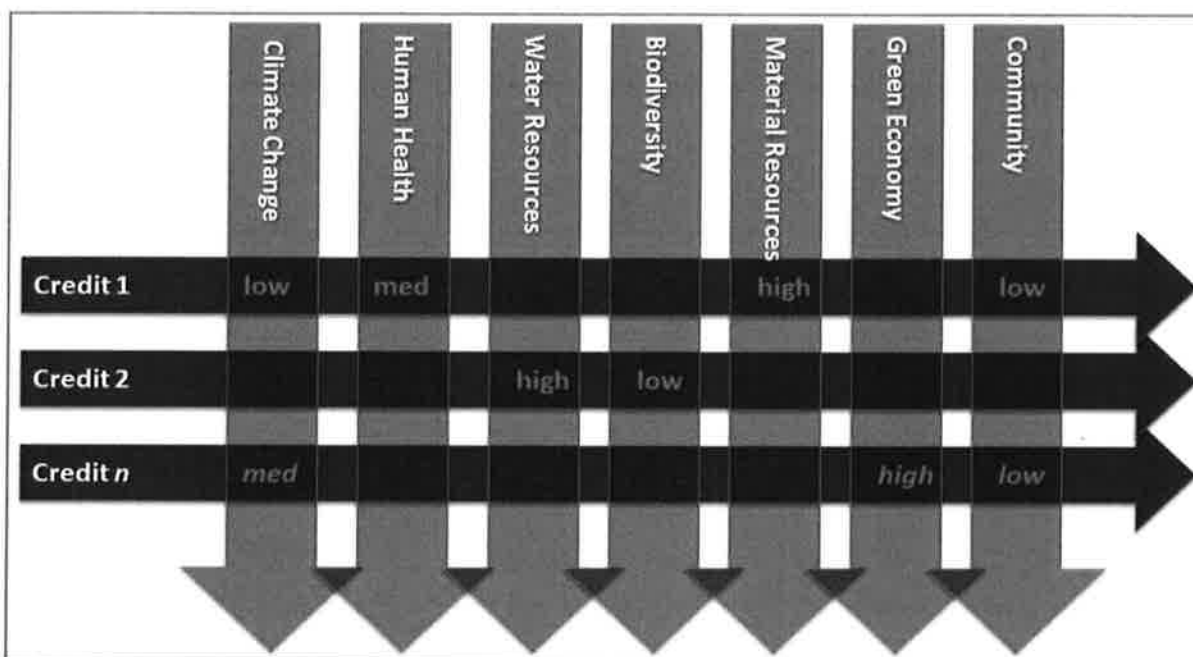 Climate Change
Human Health
Water Resources
Biodiversity
Material Resources
Green Economy
Community
Credit 1 low med high low
Credit 2 high low
Credit n med high low